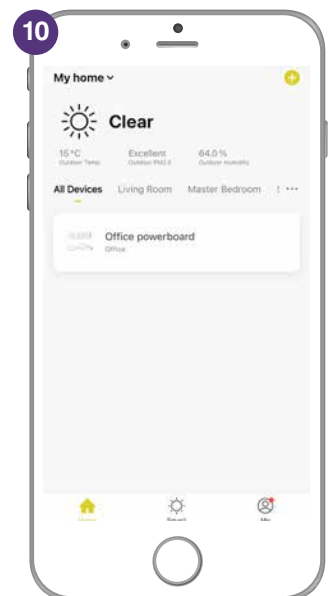 10
My home
Clear
15°C Excellent 64.0%
Outdoor Temp Outdoor PM2.5 Outdoor Humidity
All Devices Living Room Master Bedroom ...
Office powerboard
Office
Home Smart Me